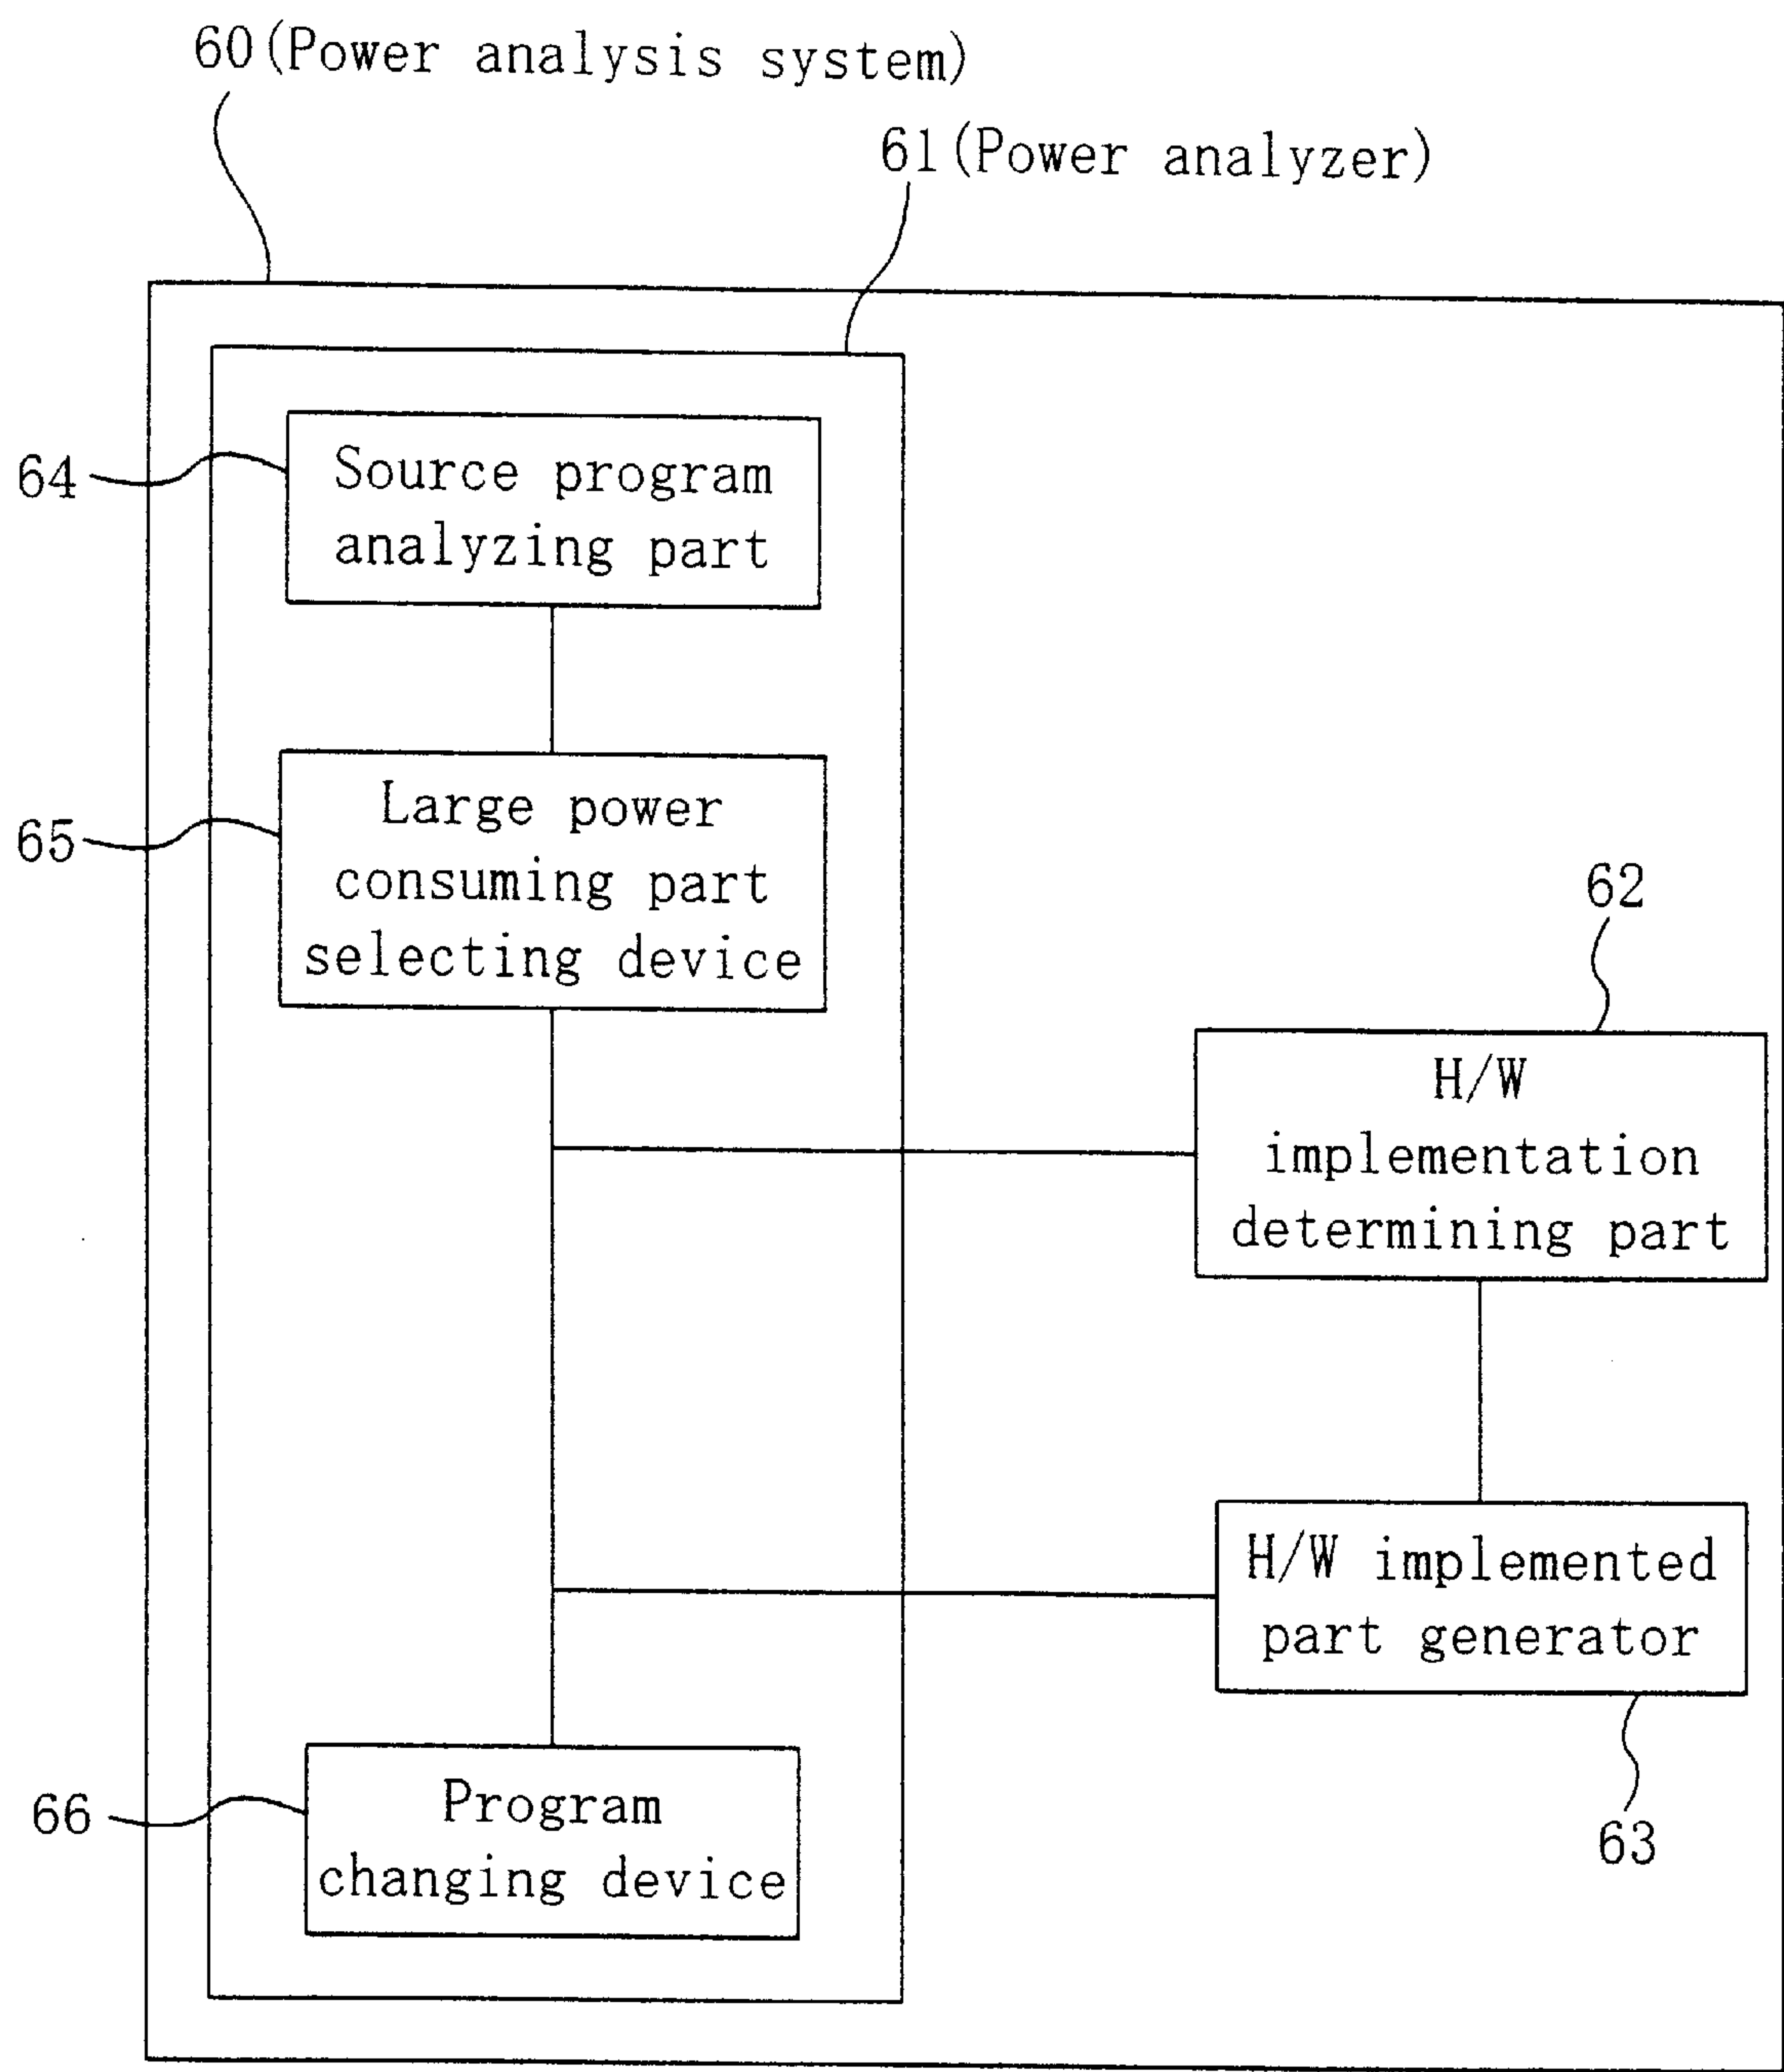 60(Power analysis system)
61(Power analyzer)
64
Source program
analyzing part
65
Large power
consuming part
selecting device
62
H/W
implementation
determining part
H/W implemented
part generator
63
66
Program
changing device